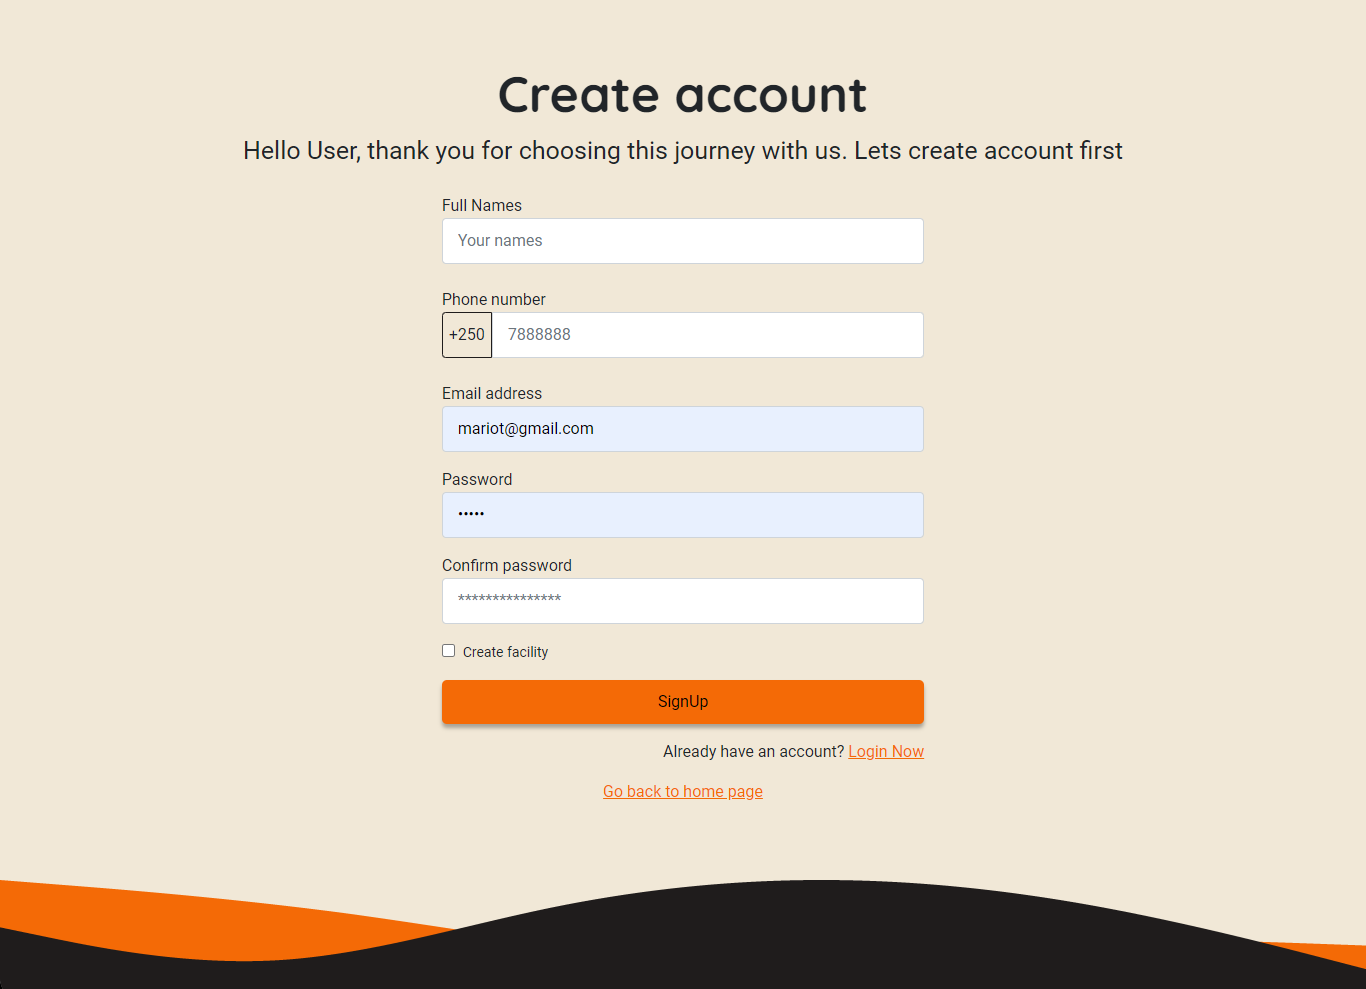 Create account
Hello User, thank you for choosing this journey with us. Lets create account first
Full Names
Your names
Phone number
+250 7888888
Email address
mariot@gmail.com
Password
•••••
Confirm password
***************
Create facility
SignUp
Already have an account? Login Now
Go back to home page